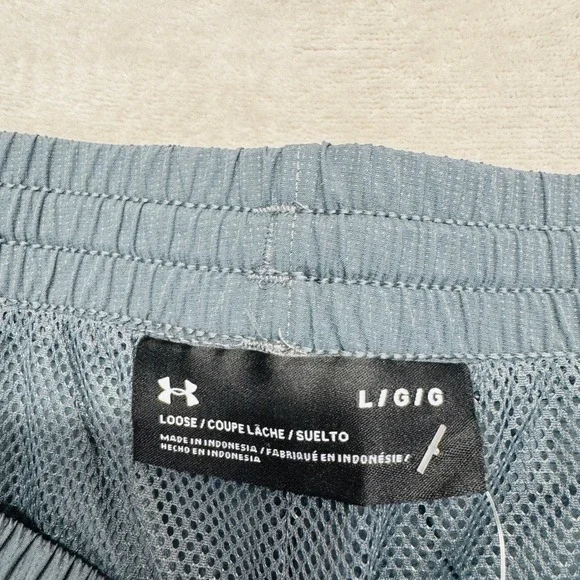 L/G/G
LOOSE / COUPE LÂCHE / SUELTO
MADE IN INDONESIA / FABRIQUÉ EN INDONÉSIE /
HECHO EN INDONESIA